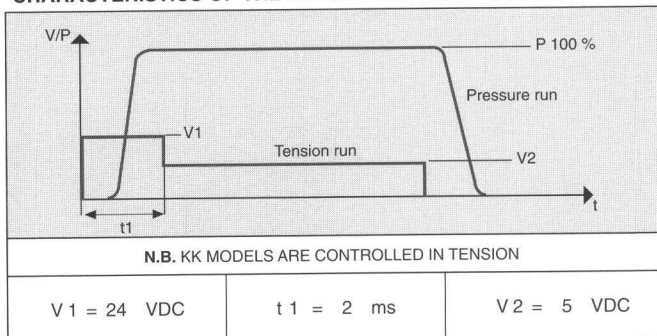 CHARACTERISTICS OF THE
V/P
P 100 %
Pressure run
V1
Tension run
V2
t1
t
N.B. KK MODELS ARE CONTROLLED IN TENSION
V 1 = 24 VDC
t 1 = 2 ms
V 2 = 5 VDC